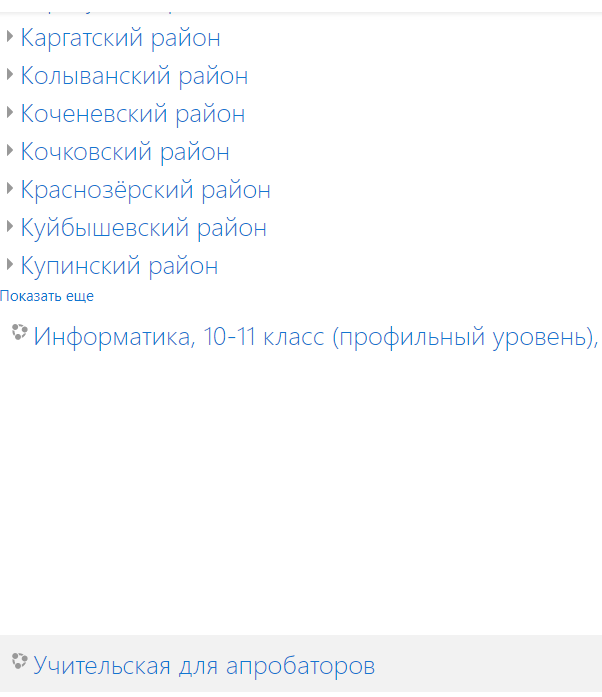 Каргатский район
Колыванский район
Коченевский район
Кочковский район
Краснозёрский район
Куйбышевский район
Купинский район
Показать еще
Информатика, 10-11 класс (профильный уровень),
Учительская для апробаторов